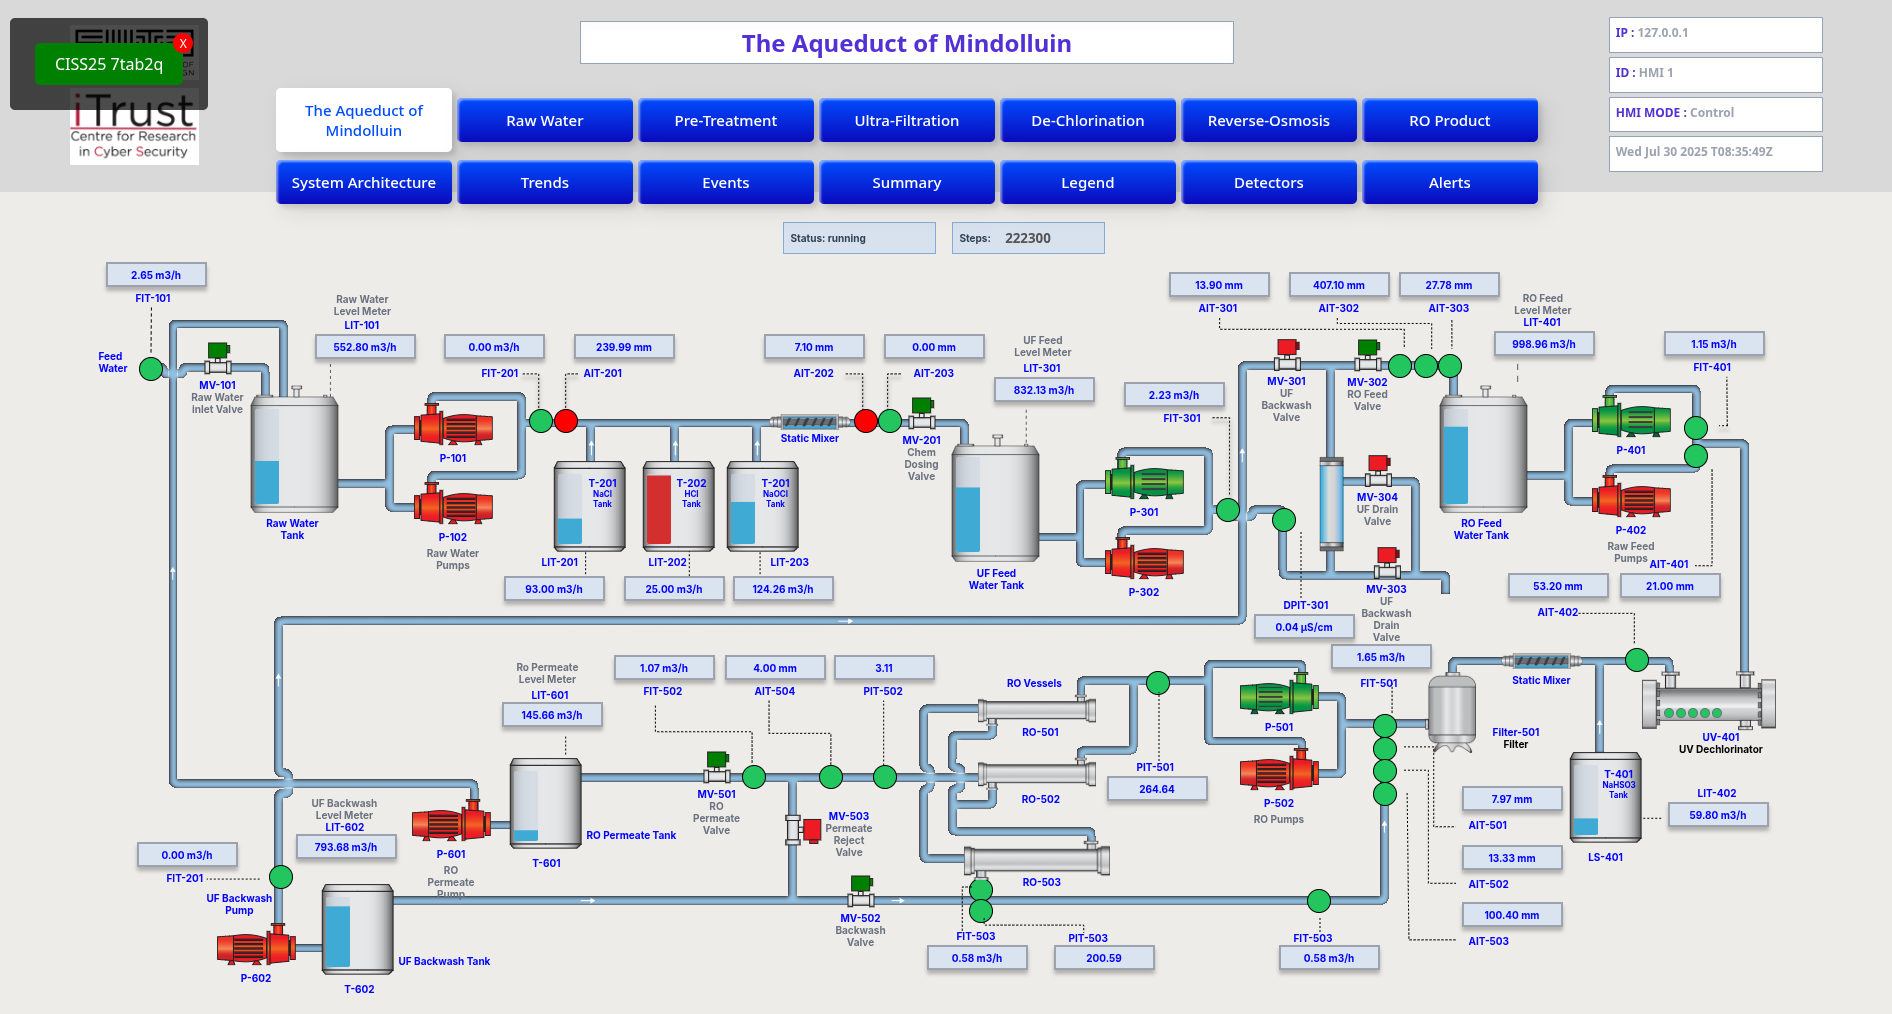 CISS25 7tab2q
X
OF
GN
iTrust
Centre for Research
in Cyber Security
The Aqueduct of Mindolluin
IP : 127.0.0.1
ID : HMI 1
HMI MODE : Control
Wed Jul 30 2025 T08:35:49Z
The Aqueduct of
Mindolluin
Raw Water
Pre-Treatment
Ultra-Filtration
De-Chlorination
Reverse-Osmosis
RO Product
System Architecture
Trends
Events
Summary
Legend
Detectors
Alerts
Status: running
Steps: 222300
2.65 m3/h
FIT-101
Feed
Water
MV-101
Raw Water
inlet Valve
Raw Water
Level Meter
LIT-101
552.80 m3/h
Raw Water
Tank
0.00 m3/h
FIT-201
239.99 mm
AIT-201
P-101
P-102
Raw Water
Pumps
T-201
NaCl
Tank
LIT-201
93.00 m3/h
T-202
HCl
Tank
LIT-202
25.00 m3/h
T-201
NaOCl
Tank
LIT-203
124.26 m3/h
Static Mixer
7.10 mm
AIT-202
0.00 mm
AIT-203
MV-201
Chem
Dosing
Valve
UF Feed
Level Meter
LIT-301
832.13 m3/h
UF Feed
Water Tank
2.23 m3/h
FIT-301
P-301
P-302
13.90 mm
AIT-301
407.10 mm
AIT-302
27.78 mm
AIT-303
MV-301
UF
Backwash
Valve
MV-302
RO Feed
Valve
MV-304
UF Drain
Valve
MV-303
UF
Backwash
Drain
Valve
DPIT-301
0.04 µS/cm
RO Feed
Level Meter
LIT-401
998.96 m3/h
RO Feed
Water Tank
1.15 m3/h
FIT-401
P-401
P-402
Raw Feed
Pumps
AIT-401
53.20 mm
21.00 mm
AIT-402
1.65 m3/h
FIT-501
Static Mixer
Filter-501
Filter
UV-401
UV Dechlorinator
T-401
NaHSO3
Tank
LS-401
LIT-402
59.80 m3/h
7.97 mm
AIT-501
13.33 mm
AIT-502
100.40 mm
AIT-503
Ro Permeate
Level Meter
LIT-601
145.66 m3/h
1.07 m3/h
FIT-502
4.00 mm
AIT-504
3.11
PIT-502
RO Vessels
RO-501
RO-502
RO-503
PIT-501
264.64
P-501
P-502
RO Pumps
MV-501
RO
Permeate
Valve
MV-503
Permeate
Reject
Valve
MV-502
Backwash
Valve
RO Permeate Tank
T-601
P-601
RO
Permeate
Pump
UF Backwash
Level Meter
LIT-602
793.68 m3/h
0.00 m3/h
FIT-201
UF Backwash
Pump
P-602
UF Backwash Tank
T-602
FIT-503
0.58 m3/h
PIT-503
200.59
FIT-503
0.58 m3/h